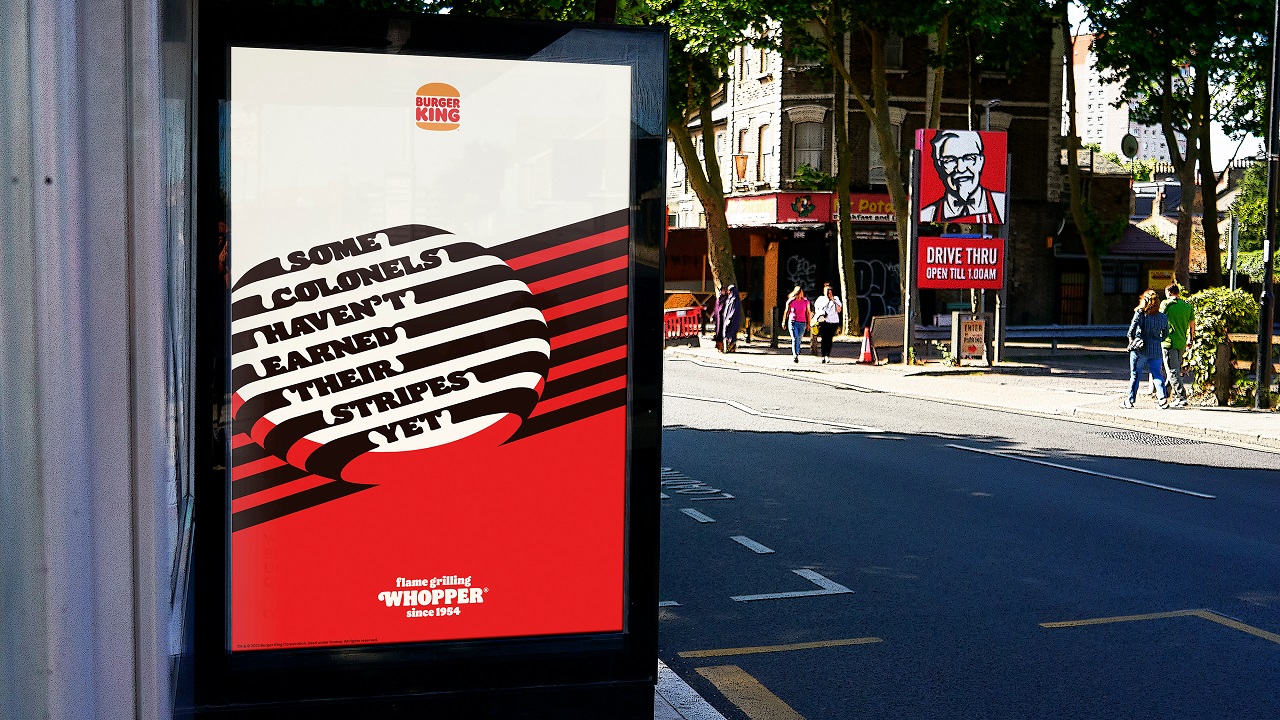 BURGER
KING
SOME
COLONELS
HAVEN'T
EARNED
THEIR
STRIPES
YET
flame grilling
WHOPPER®
since 1954
DRIVE THRU
OPEN TILL 1.00AM
ENTER